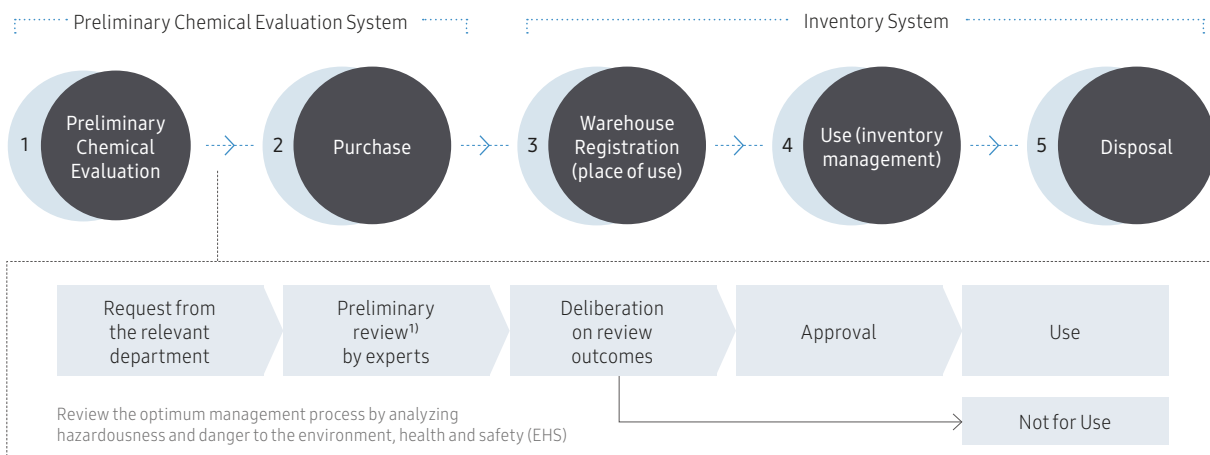 Preliminary Chemical Evaluation System
Inventory System
1
Preliminary
Chemical
Evaluation
2
Purchase
3
Warehouse
Registration
(place of use)
4
Use (inventory
management)
5
Disposal
Request from
the relevant
department
Preliminary
review¹⁾
by experts
Deliberation
on review
outcomes
Approval
Use
Review the optimum management process by analyzing
hazardousness and danger to the environment, health and safety (EHS)
Not for Use